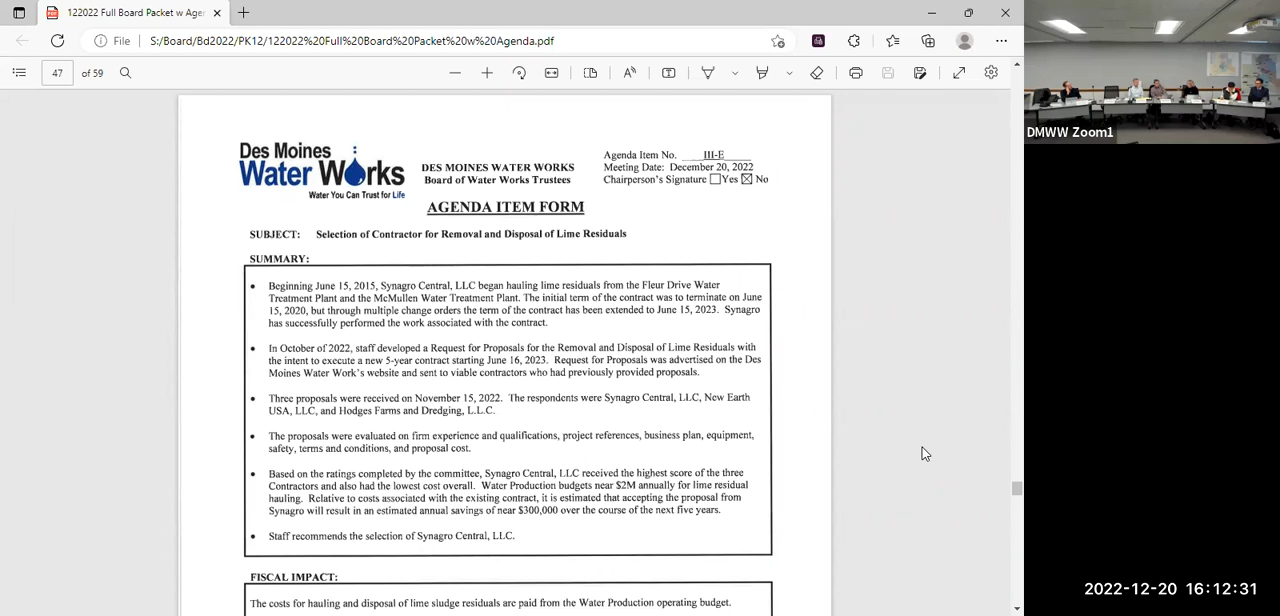 122022 Full Board Packet w Age
File
S:/Board/Bd2022/PK12/122022%20Full%20Board%20Packet%20w%20Agenda.pdf
47 of 59
Des Moines
Water Works
Water You Can Trust for Life
DES MOINES WATER WORKS
Board of Water Works Trustees
AGENDA ITEM FORM
Agenda Item No. III-E
Meeting Date: December 20, 2022
Chairperson's Signature Yes No
SUBJECT: Selection of Contractor for Removal and Disposal of Lime Residuals
SUMMARY:
• Beginning June 15, 2015, Synagro Central, LLC began hauling lime residuals from the Fleur Drive Water
Treatment Plant and the McMullen Water Treatment Plant. The initial term of the contract was to terminate on June
15, 2020, but through multiple change orders the term of the contract has been extended to June 15, 2023. Synagro
has successfully performed the work associated with the contract.
• In October of 2022, staff developed a Request for Proposals for the Removal and Disposal of Lime Residuals with
the intent to execute a new 5-year contract starting June 16, 2023. Request for Proposals was advertised on the Des
Moines Water Work's website and sent to viable contractors who had previously provided proposals.
• Three proposals were received on November 15, 2022. The respondents were Synagro Central, LLC, New Earth
USA, LLC, and Hodges Farms and Dredging, L.L.C.
• The proposals were evaluated on firm experience and qualifications, project references, business plan, equipment,
safety, terms and conditions, and proposal cost.
• Based on the ratings completed by the committee, Synagro Central, LLC received the highest score of the three
Contractors and also had the lowest cost overall. Water Production budgets near $2M annually for lime residual
hauling. Relative to costs associated with the existing contract, it is estimated that accepting the proposal from
Synagro will result in an estimated annual savings of near $300,000 over the course of the next five years.
• Staff recommends the selection of Synagro Central, LLC.
FISCAL IMPACT:
The costs for hauling and disposal of lime sludge residuals are paid from the Water Production operating budget.
DMWW Zoom1
2022-12-20 16:12:31